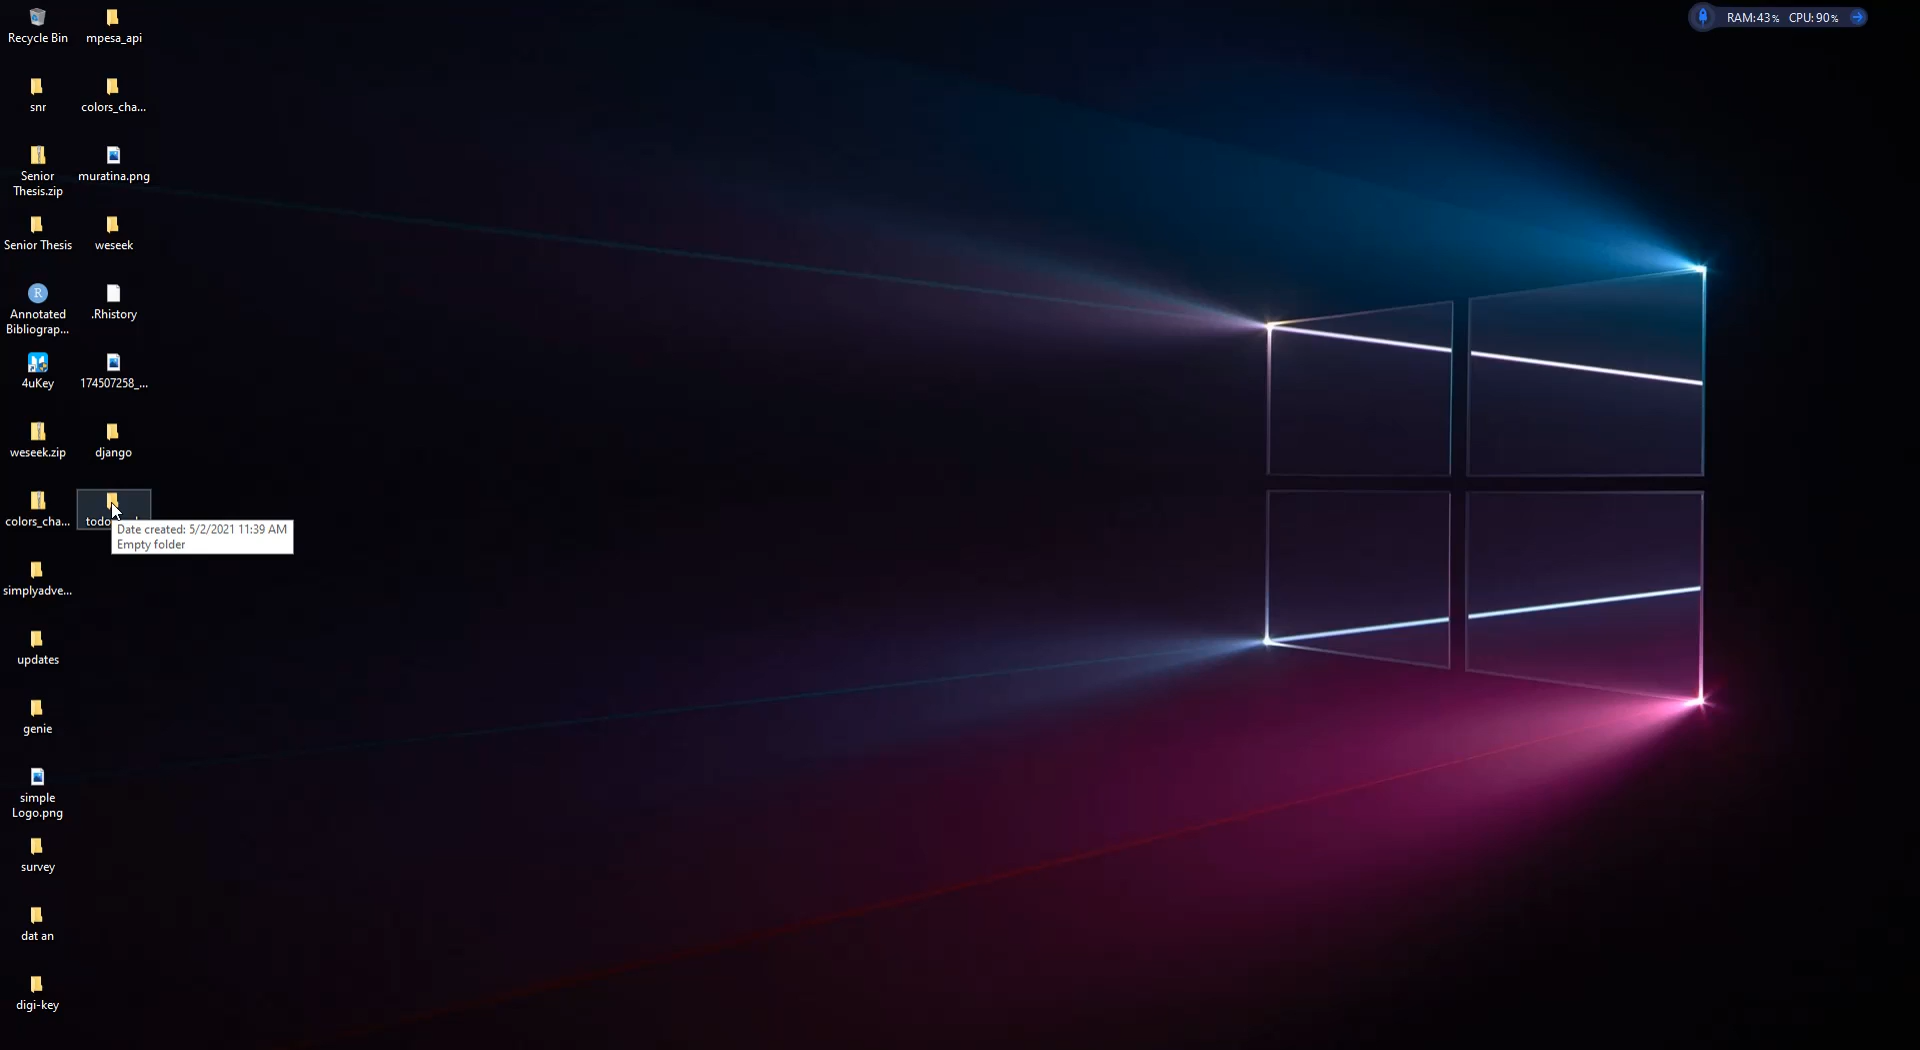 Recycle Bin
mpesa_api
RAM:43% CPU:90%
snr
colors_cha...
Senior
Thesis.zip
muratina.png
Senior Thesis
weseek
R
Annotated
Bibliograp...
.Rhistory
4uKey
174507258_...
weseek.zip
django
colors_cha...
Date created: 5/2/2021 11:39 AM
Empty folder
simplyadve...
updates
genie
simple
Logo.png
survey
dat an
digi-key